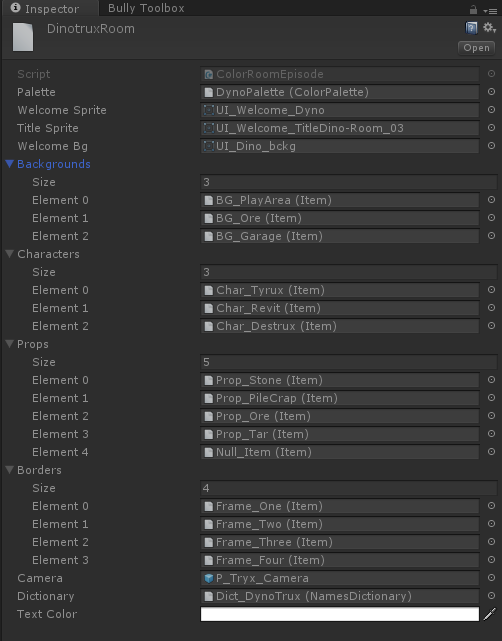 Inspector Bully Toolbox
DinotruxRoom
Open
Script ColorRoomEpisode
Palette DynoPalette (ColorPalette)
Welcome Sprite UI_Welcome_Dyno
Title Sprite UI_Welcome_TitleDino-Room_03
Welcome Bg UI_Dino_bckg
Backgrounds
Size 3
Element 0 BG_PlayArea (Item)
Element 1 BG_Ore (Item)
Element 2 BG_Garage (Item)
Characters
Size 3
Element 0 Char_Tyrux (Item)
Element 1 Char_Revit (Item)
Element 2 Char_Destrux (Item)
Props
Size 5
Element 0 Prop_Stone (Item)
Element 1 Prop_PileCrap (Item)
Element 2 Prop_Ore (Item)
Element 3 Prop_Tar (Item)
Element 4 Null_Item (Item)
Borders
Size 4
Element 0 Frame_One (Item)
Element 1 Frame_Two (Item)
Element 2 Frame_Three (Item)
Element 3 Frame_Four (Item)
Camera P_Tryx_Camera
Dictionary Dict_DynoTrux (NamesDictionary)
Text Color